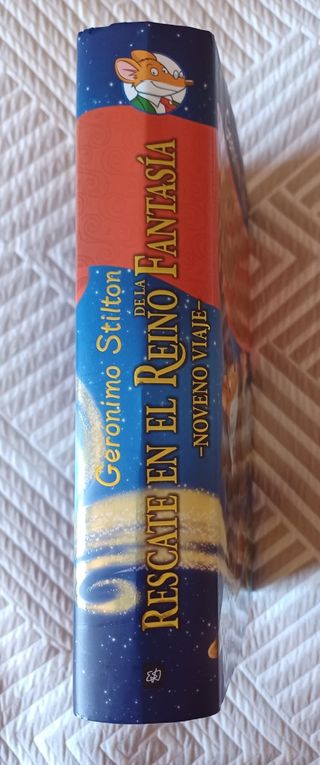 Geronimo Stilton
RESCATE EN EL REINO DE LA FANTASÍA
-NOVENO VIAJE-